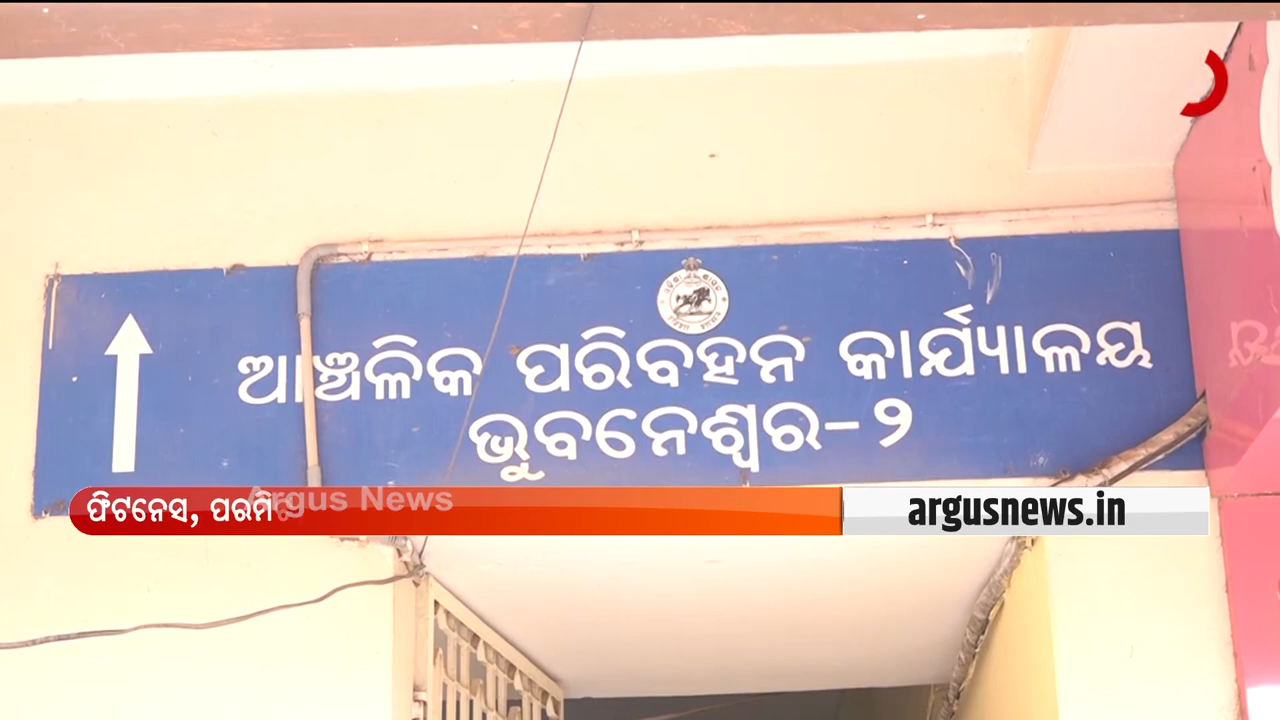 ଆଞ୍ଚଳିକ ପରିବହନ କାର୍ଯ୍ୟାଳୟ
ଭୁବନେଶ୍ୱର-୨
ଫିଟନେସ, ପରମିଟ
Argus News
argusnews.in